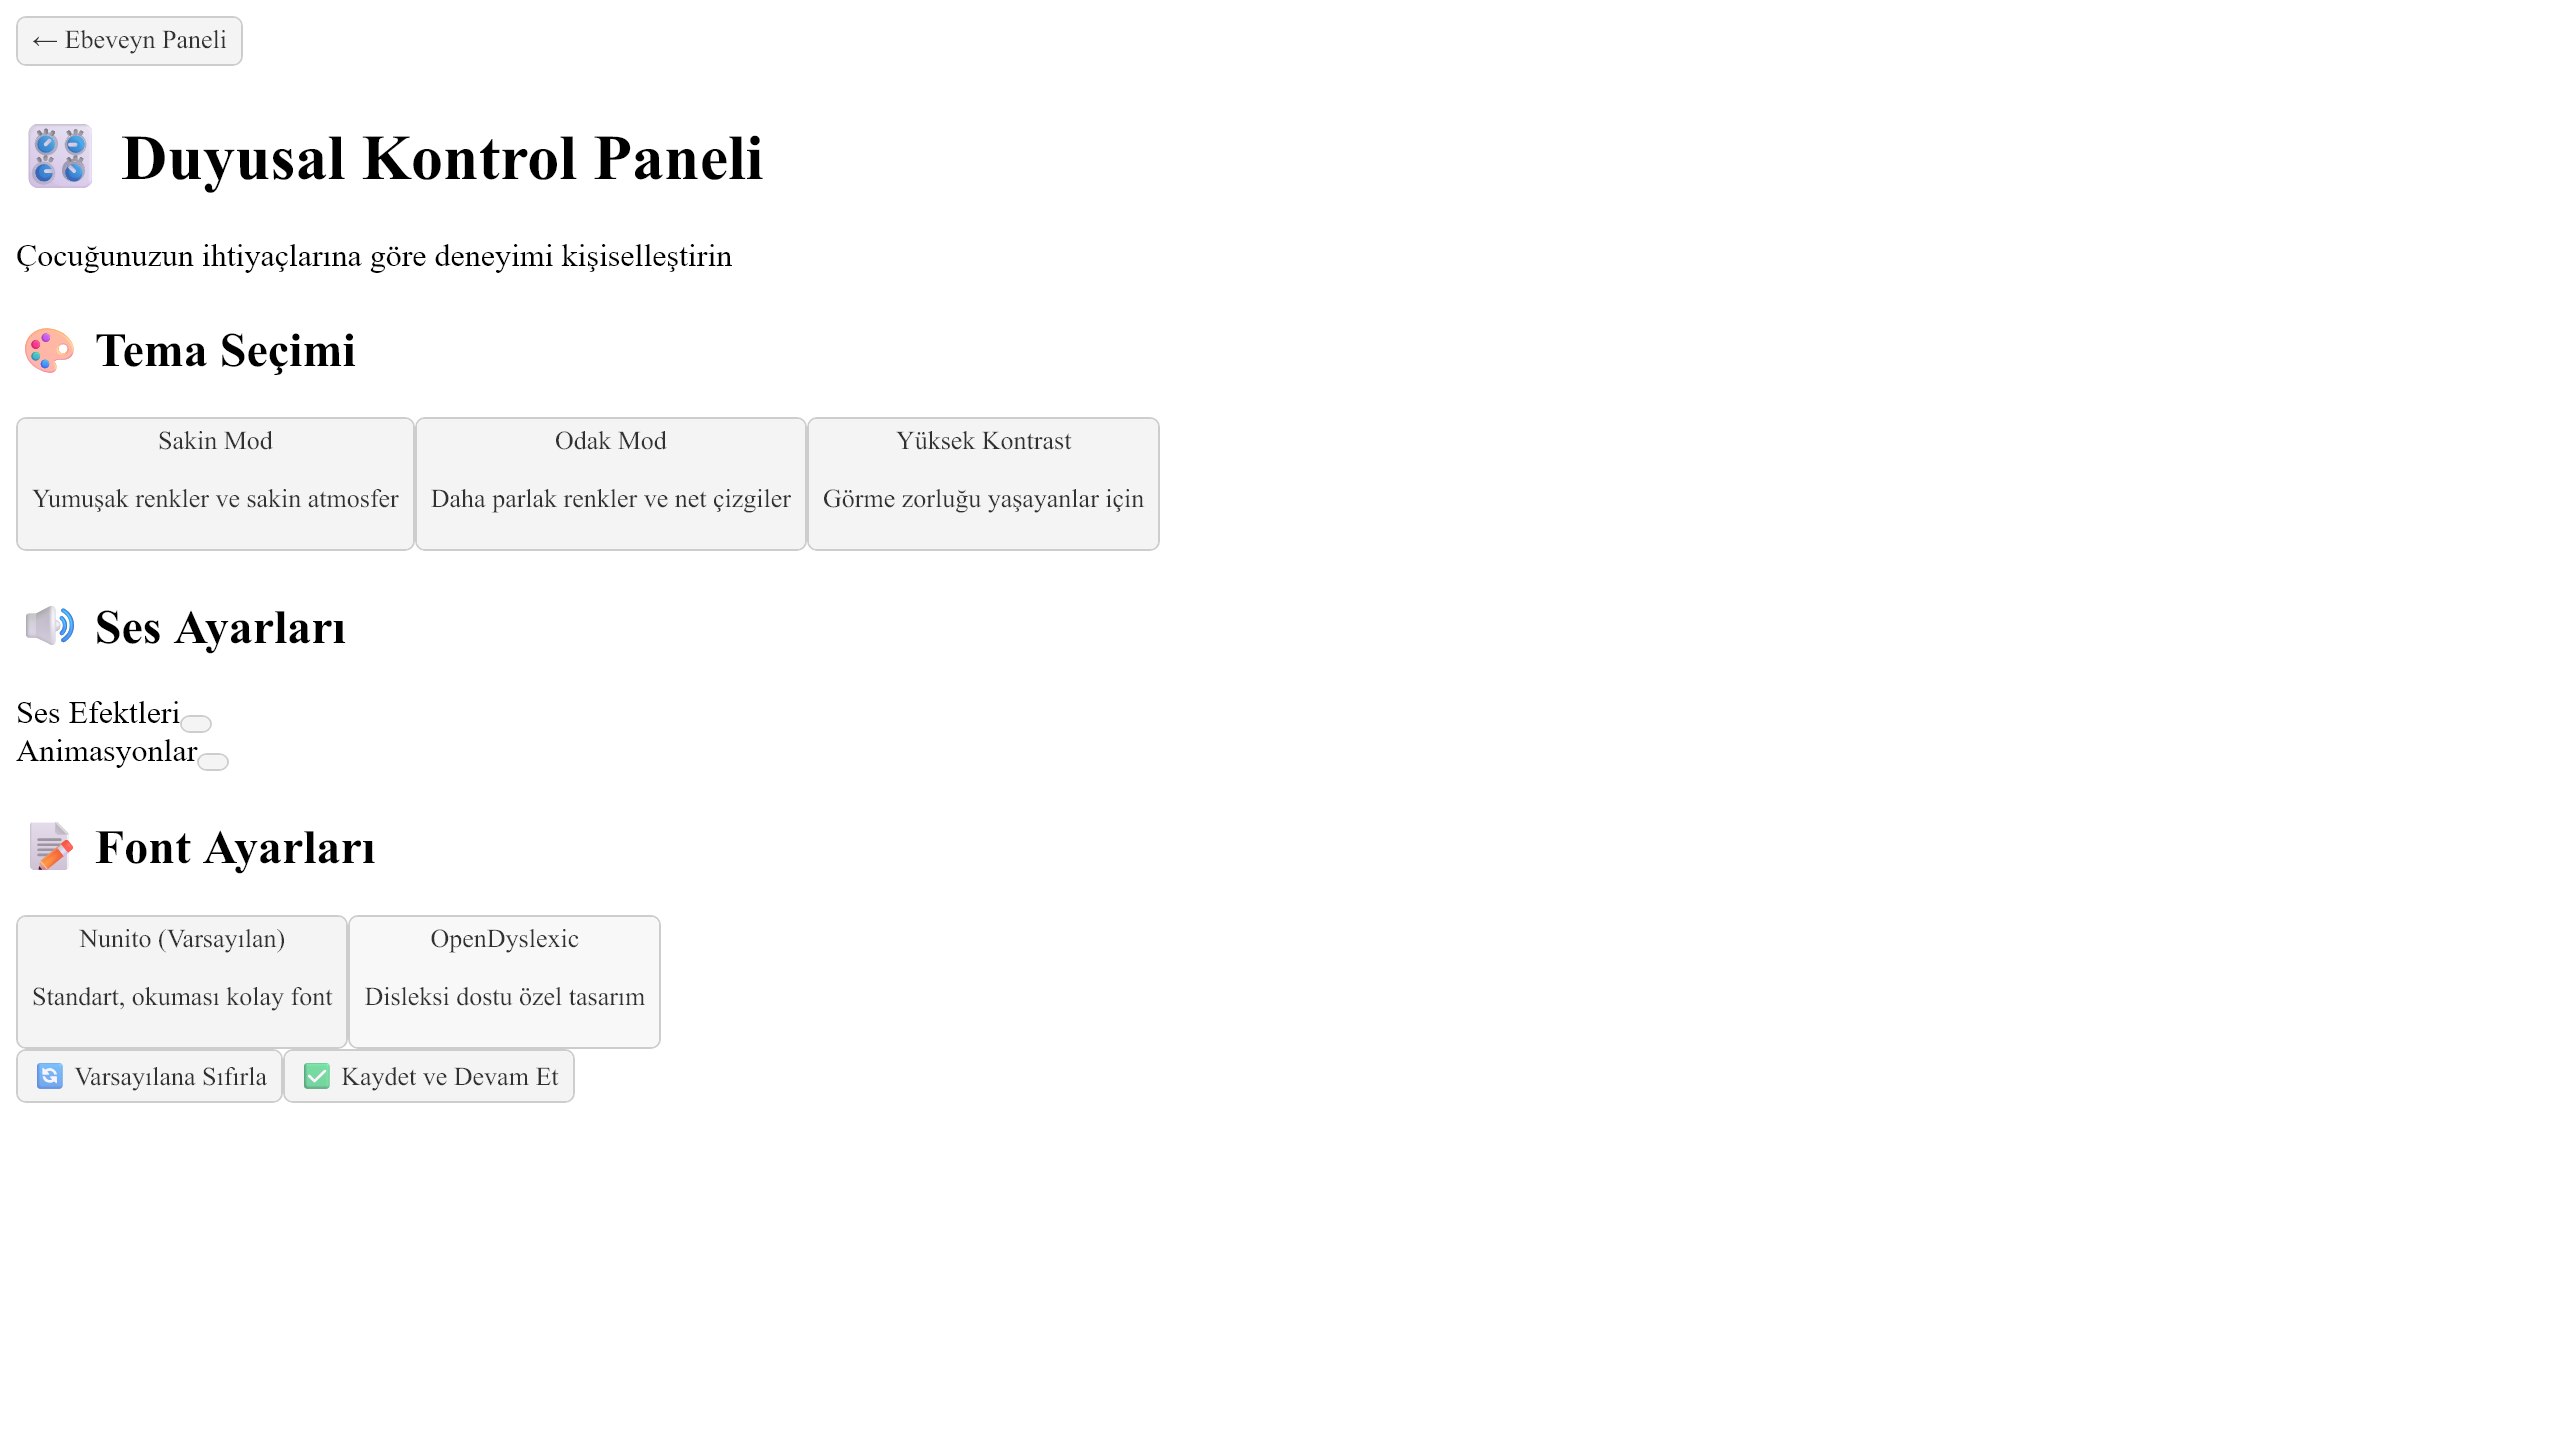 ← Ebeveyn Paneli
Duyusal Kontrol Paneli
Çocuğunuzun ihtiyaçlarına göre deneyimi kişiselleştirin
Tema Seçimi
Sakin Mod
Yumuşak renkler ve sakin atmosfer
Odak Mod
Daha parlak renkler ve net çizgiler
Yüksek Kontrast
Görme zorluğu yaşayanlar için
Ses Ayarları
Ses Efektleri
Animasyonlar
Font Ayarları
Nunito (Varsayılan)
Standart, okuması kolay font
OpenDyslexic
Disleksi dostu özel tasarım
Varsayılana Sıfırla
Kaydet ve Devam Et